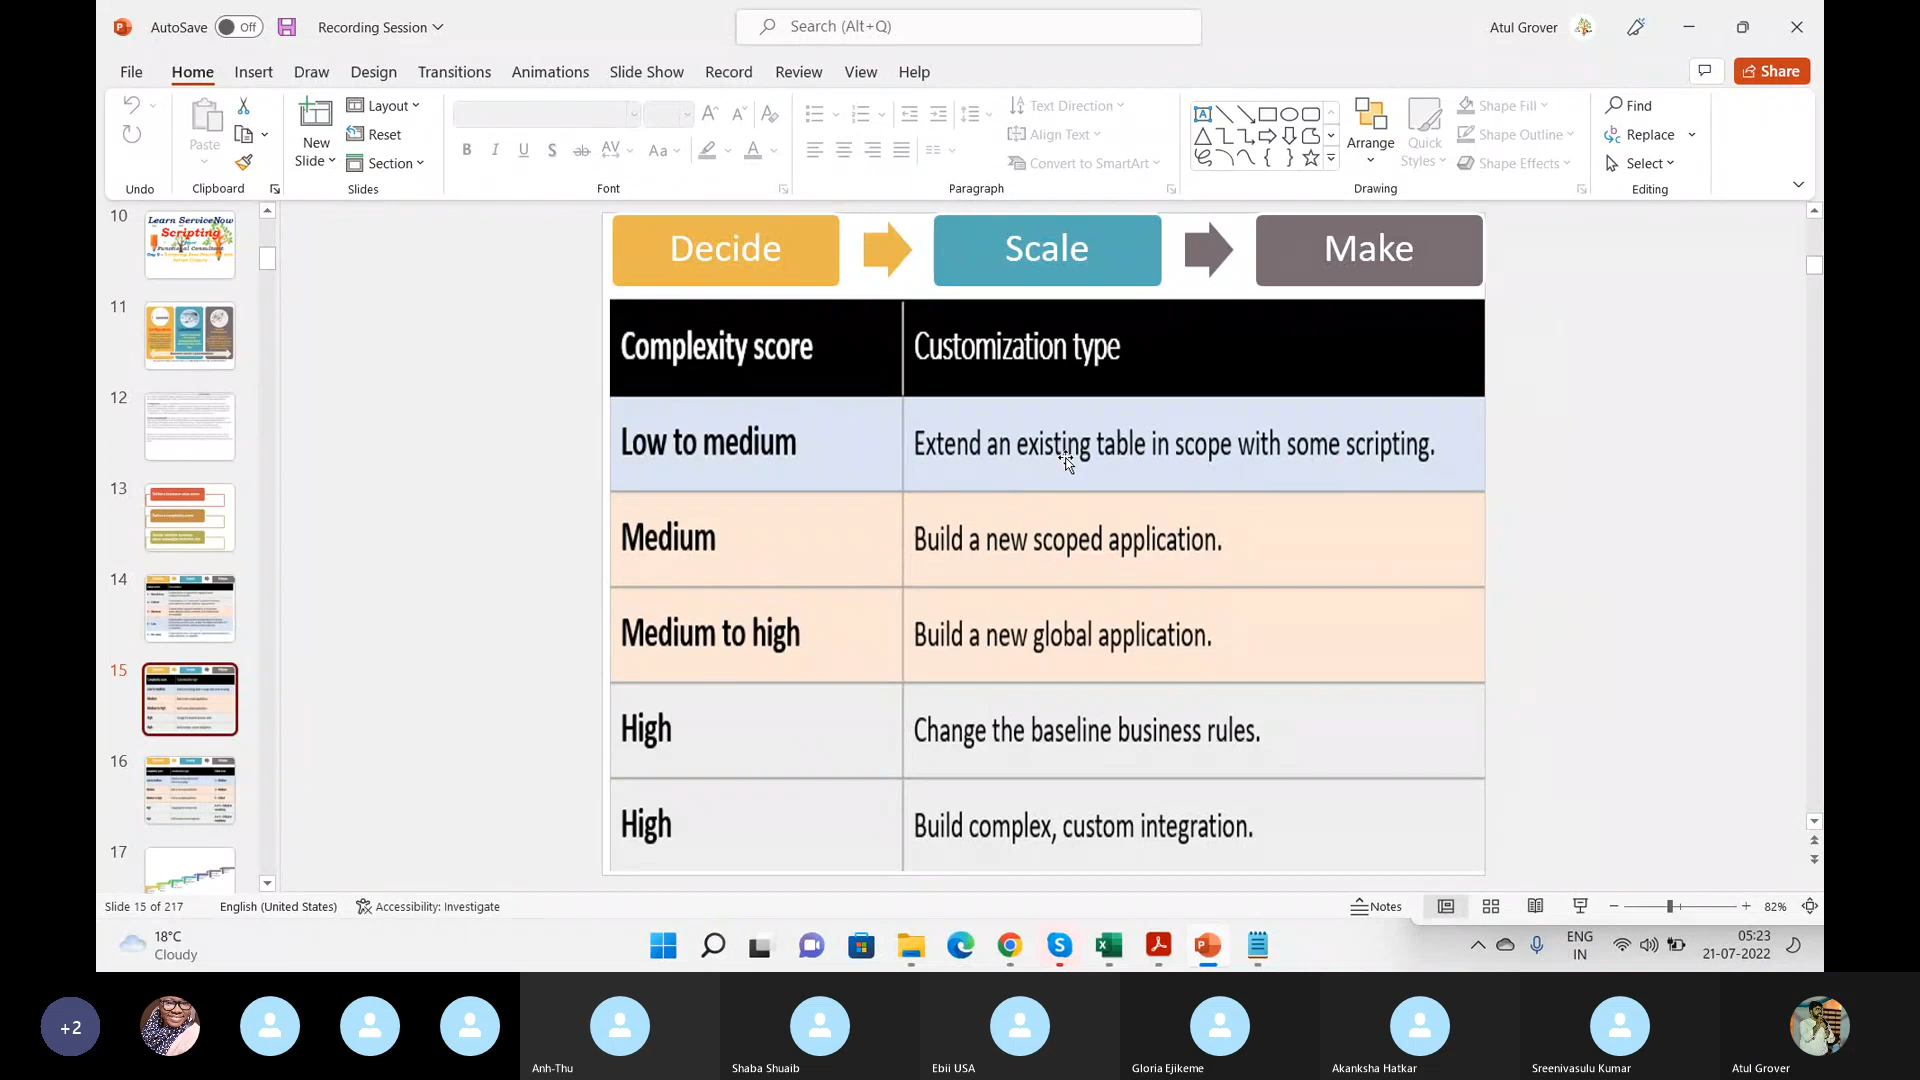 AutoSave Off Recording Session Search (Alt+Q) Atul Grover
File Home Insert Draw Design Transitions Animations Slide Show Record Review View Help Share
Layout Text Direction Shape Fill Find
Paste New Slide Reset Align Text Arrange Quick Styles Shape Outline Replace
B I U S ab AV Aa A Section Convert to SmartArt Shape Effects Select
Undo Clipboard Slides Font Paragraph Drawing Editing
10
Learn ServiceNow
Scripting
11
12
13
14
15
16
17
Decide Scale Make
Complexity score Customization type
Low to medium Extend an existing table in scope with some scripting.
Medium Build a new scoped application.
Medium to high Build a new global application.
High Change the baseline business rules.
High Build complex, custom integration.
Slide 15 of 217 English (United States) Accessibility: Investigate Notes 82%
18°C
Cloudy
ENG
IN
05:23
21-07-2022
+2
Anh-Thu Shaba Shuaib Ebii USA Gloria Ejikeme Akanksha Hatkar Sreenivasulu Kumar Atul Grover